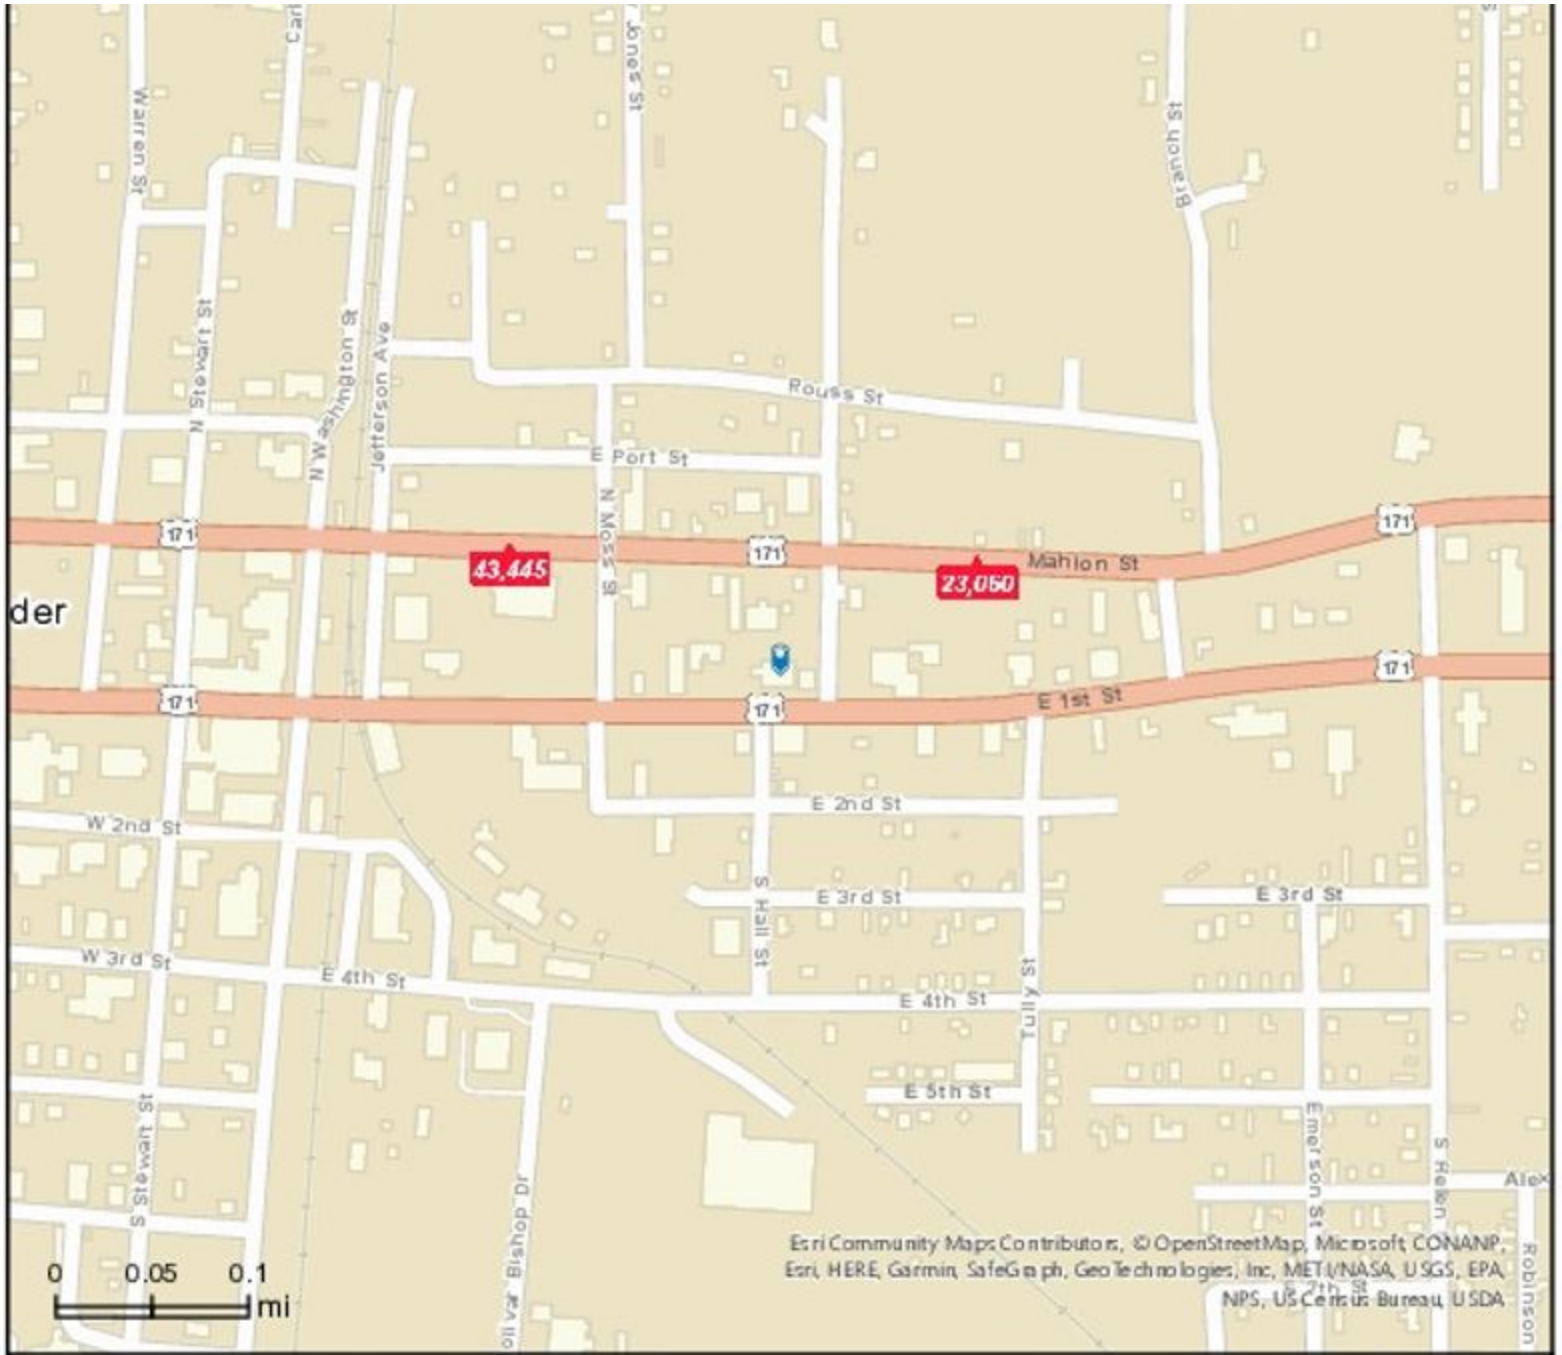 Carl
Jones St
Warren St
Branch St
N Stewart St
N Washington St
Jefferson Ave
Rouss St
E Port St
N Moss St
171
171
171
Mahlon St
43,445
23,060
der
171
171
171
E 1st St
E 2nd St
W 2nd St
S Hall St
E 3rd St
E 3rd St
W 3rd St
E 4th St
E 4th St
Tully St
E 5th St
S Stewart St
Emerson St
S Helen
Alex
olivar Bishop Dr
Robinson
E 7th St
Esri Community Maps Contributors, © OpenStreetMap, Microsoft, CONANP,
Esri, HERE, Garmin, SafeGraph, GeoTechnologies, Inc, METI/NASA, USGS, EPA,
NPS, US Census Bureau, USDA
0 0.05 0.1
mi